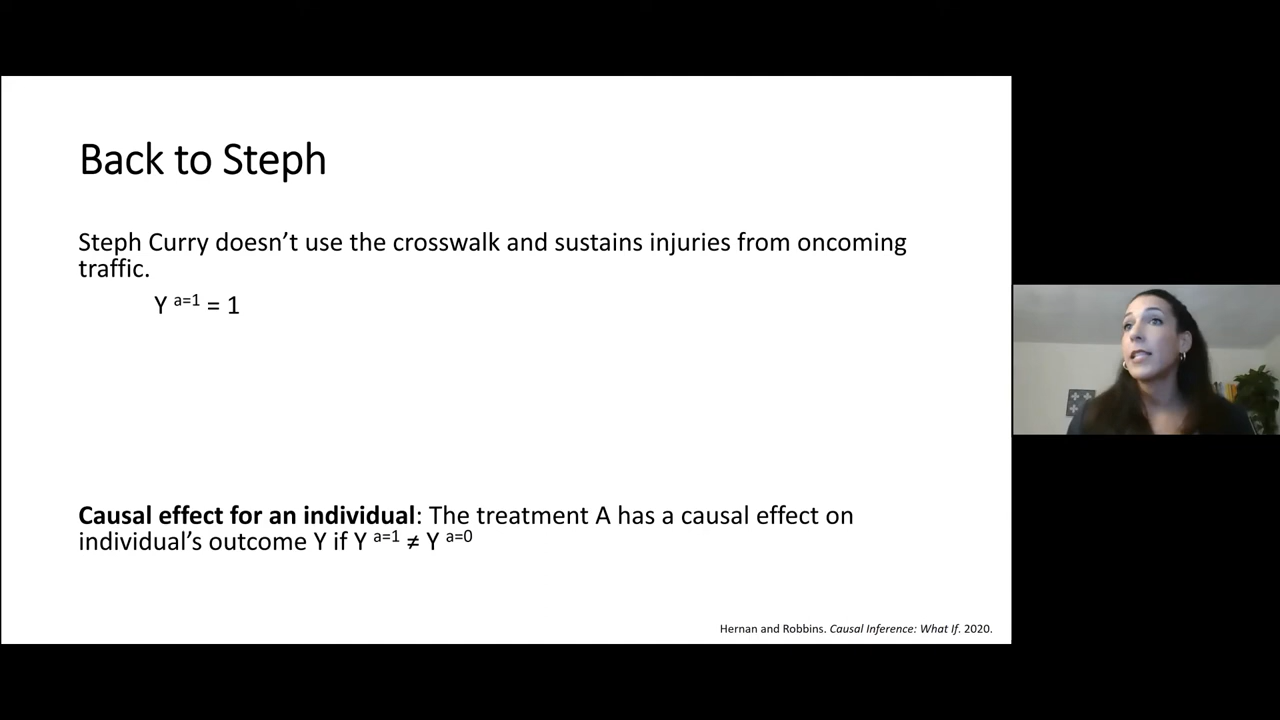 Back to Steph
Steph Curry doesn’t use the crosswalk and sustains injuries from oncoming
traffic.
Y a=1 = 1
Causal effect for an individual: The treatment A has a causal effect on
individual’s outcome Y if Y a=1 ≠ Y a=0
Hernan and Robbins. Causal Inference: What If. 2020.